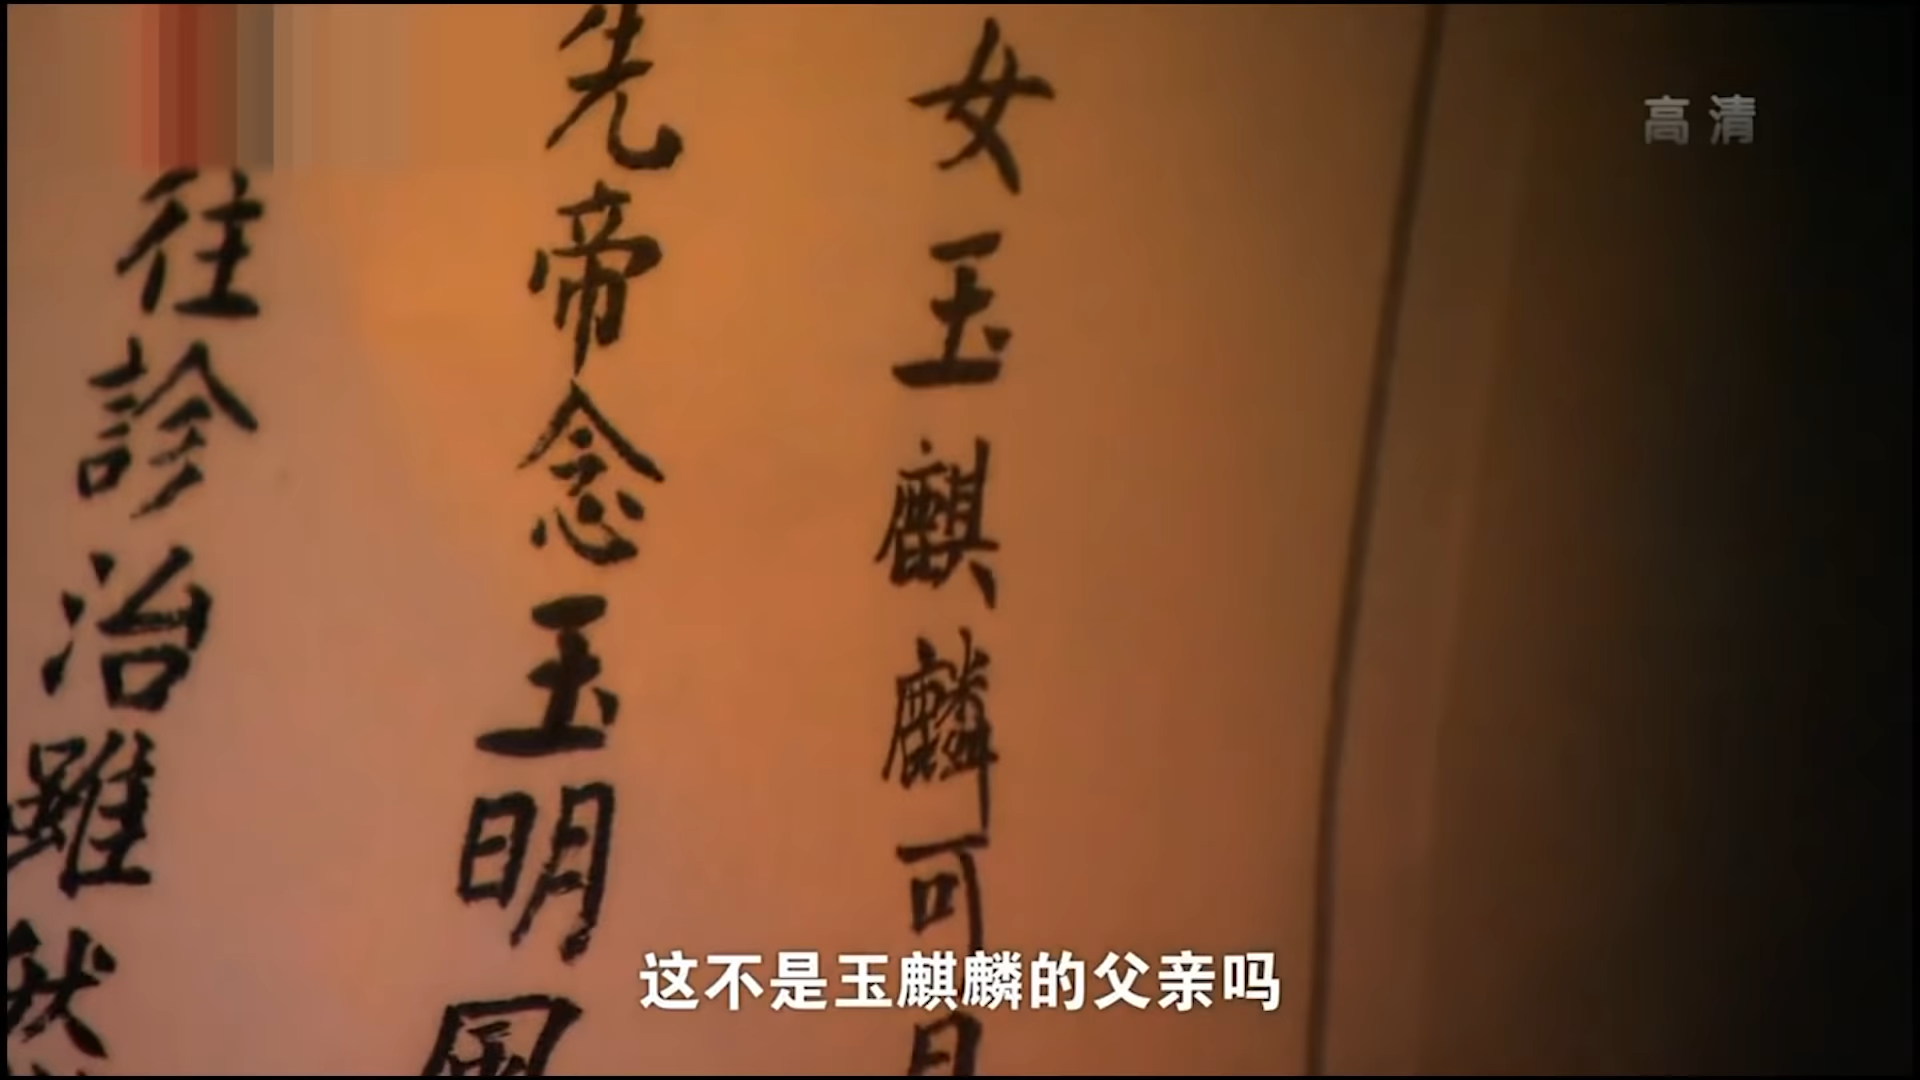 高清
女玉麒麟可
先帝念玉明
往診治雖然
这不是玉麒麟的父亲吗